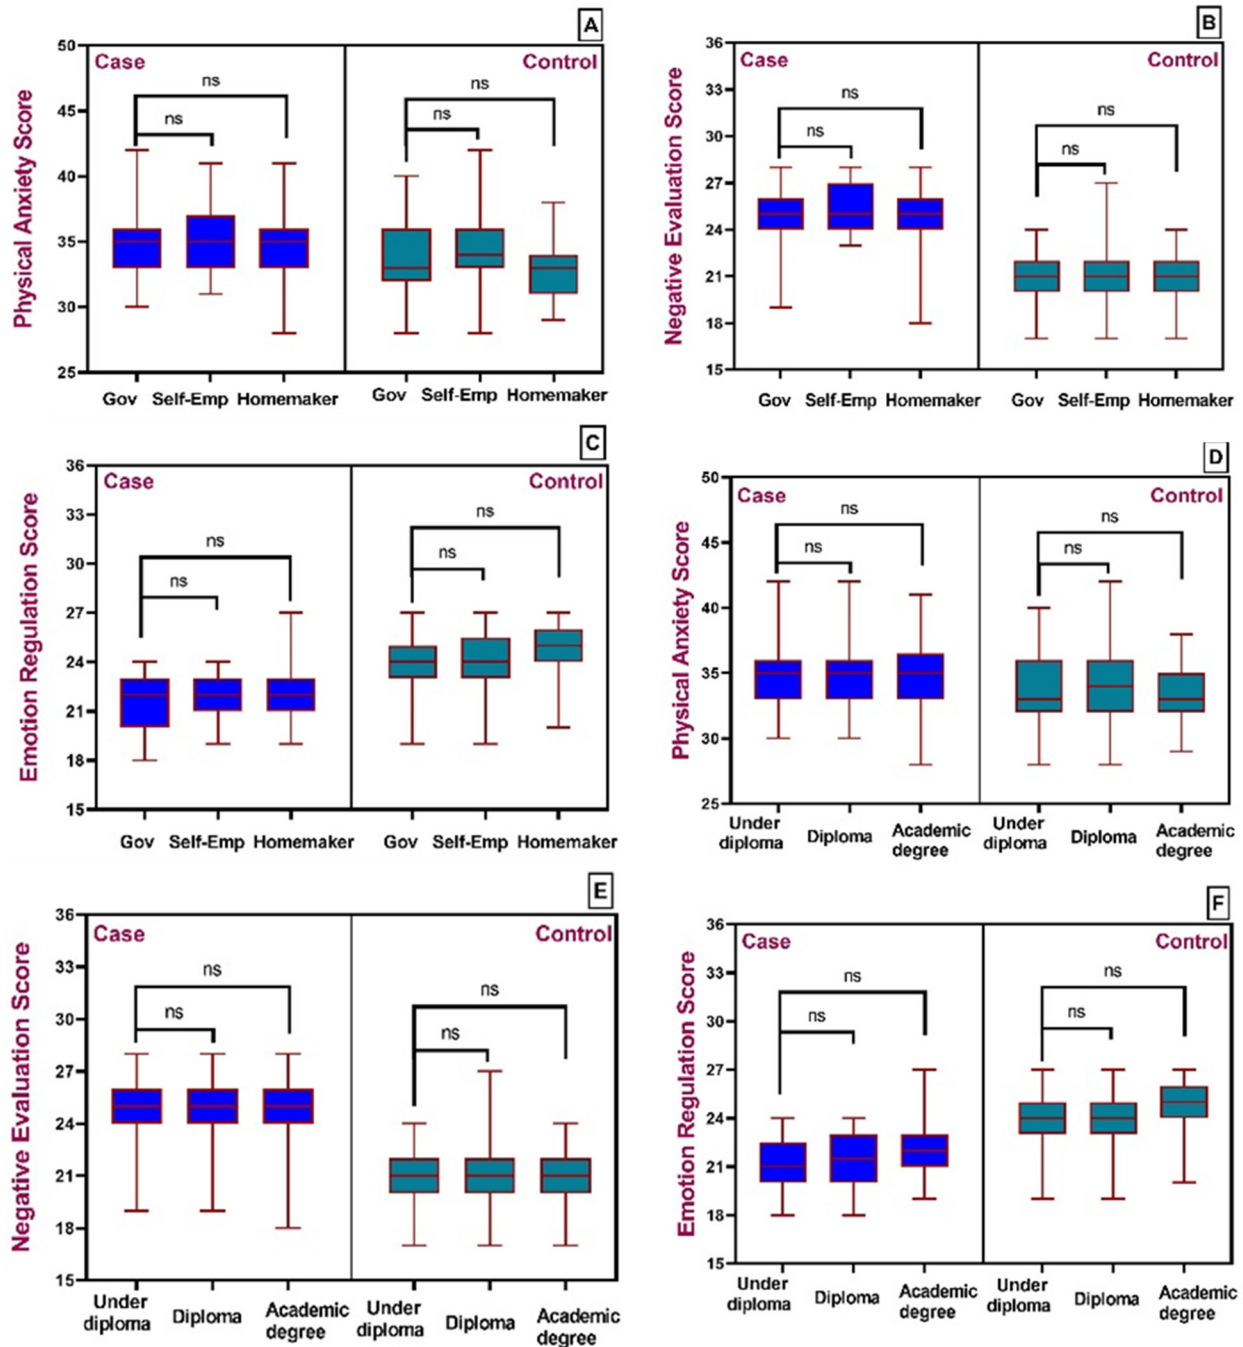 A
Physical Anxiety Score
50
45
40
35
30
25
Case
Control
ns
ns
ns
ns
Gov Self-Emp Homemaker Gov Self-Emp Homemaker
B
Negative Evaluation Score
36
33
30
27
24
21
18
15
Case
Control
ns
ns
ns
ns
Gov Self-Emp Homemaker Gov Self-Emp Homemaker
C
Emotion Regulation Score
36
33
30
27
24
21
18
15
Case
Control
ns
ns
ns
ns
Gov Self-Emp Homemaker Gov Self-Emp Homemaker
D
Physical Anxiety Score
50
45
40
35
30
25
Case
Control
ns
ns
ns
ns
Under
diploma
Diploma
Academic
degree
Under
diploma
Diploma
Academic
degree
E
Negative Evaluation Score
36
33
30
27
24
21
18
15
Case
Control
ns
ns
ns
ns
Under
diploma
Diploma
Academic
degree
Under
diploma
Diploma
Academic
degree
F
Emotion Regulation Score
36
33
30
27
24
21
18
15
Case
Control
ns
ns
ns
ns
Under
diploma
Diploma
Academic
degree
Under
diploma
Diploma
Academic
degree